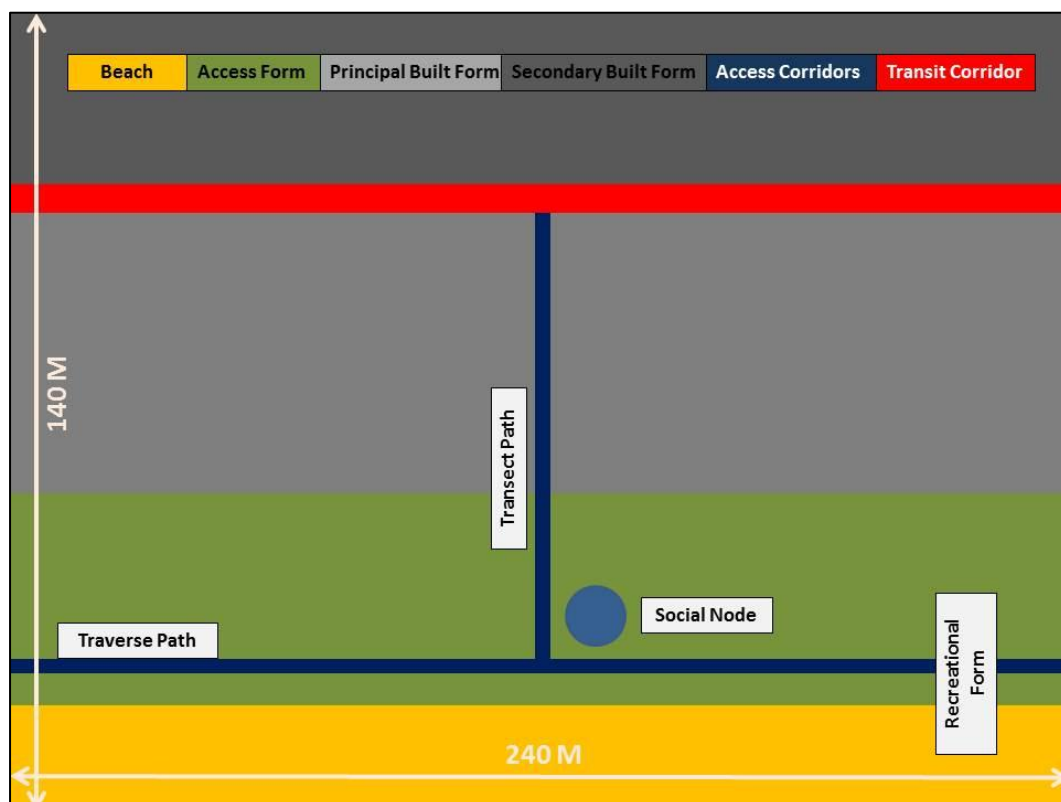 Beach Access Form Principal Built Form Secondary Built Form Access Corridors Transit Corridor
140 M
Transect Path
Social Node
Traverse Path
Recreational
Form
240 M